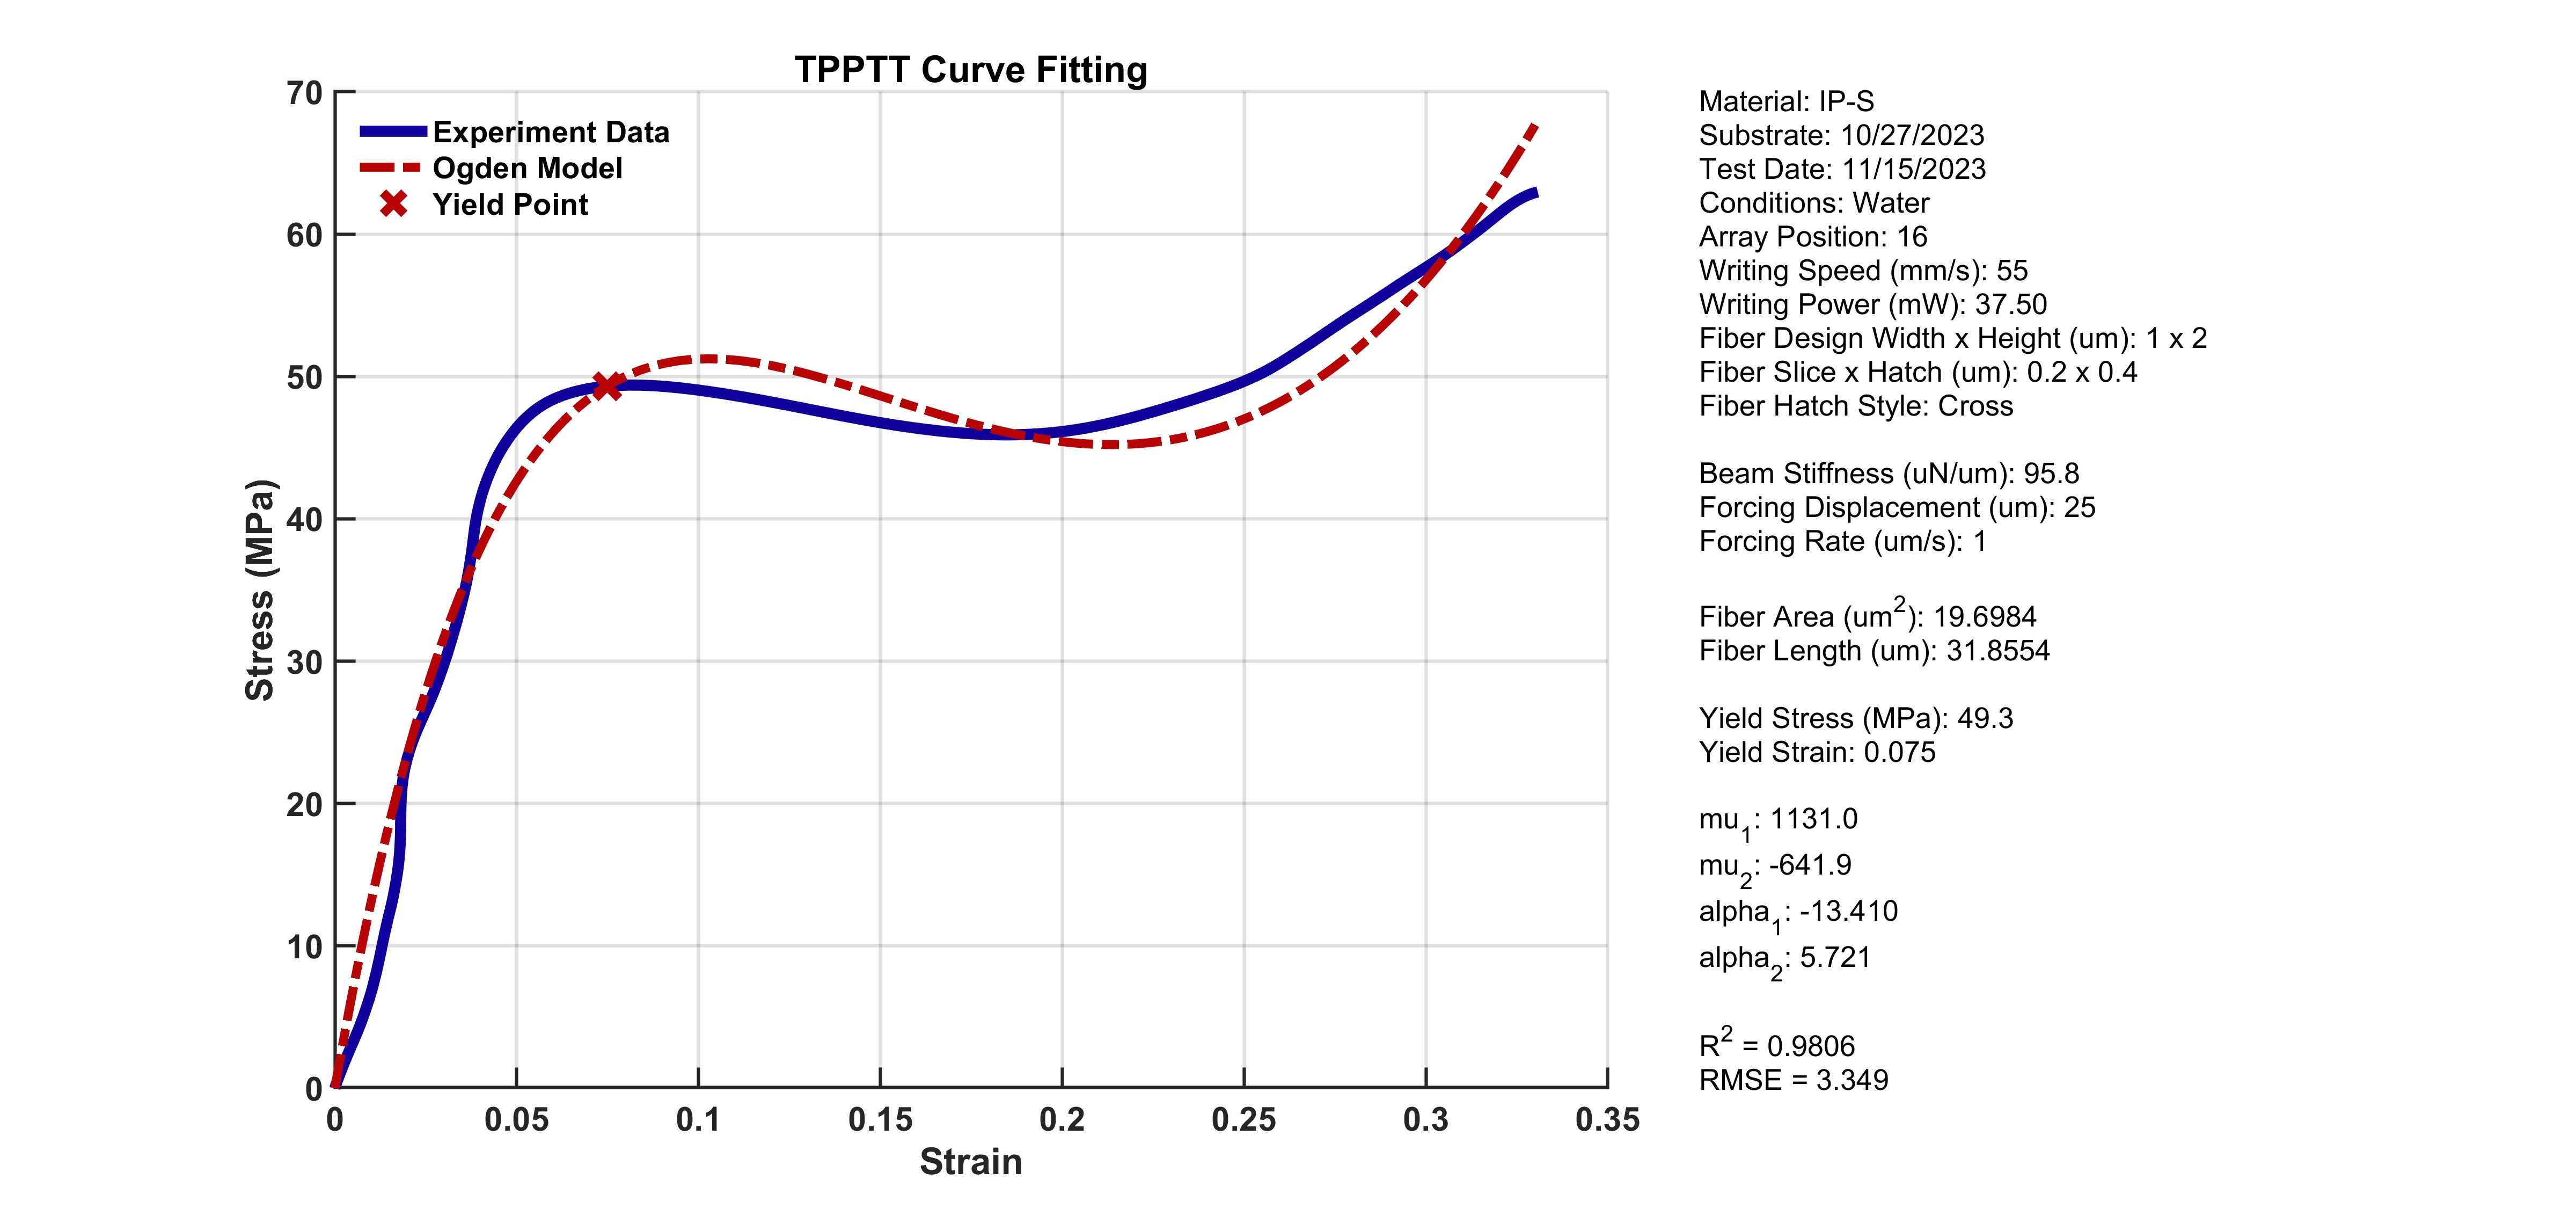 TPPTT Curve Fitting
70
60
50
40
30
20
10
0
Stress (MPa)
Experiment Data
Ogden Model
Yield Point
0
0.05
0.1
0.15
0.2
0.25
0.3
0.35
Strain
Material: IP-S
Substrate: 10/27/2023
Test Date: 11/15/2023
Conditions: Water
Array Position: 16
Writing Speed (mm/s): 55
Writing Power (mW): 37.50
Fiber Design Width x Height (um): 1 x 2
Fiber Slice x Hatch (um): 0.2 x 0.4
Fiber Hatch Style: Cross
Beam Stiffness (uN/um): 95.8
Forcing Displacement (um): 25
Forcing Rate (um/s): 1
Fiber Area (um²): 19.6984
Fiber Length (um): 31.8554
Yield Stress (MPa): 49.3
Yield Strain: 0.075
mu₁: 1131.0
mu₂: -641.9
alpha₁: -13.410
alpha₂: 5.721
R² = 0.9806
RMSE = 3.349